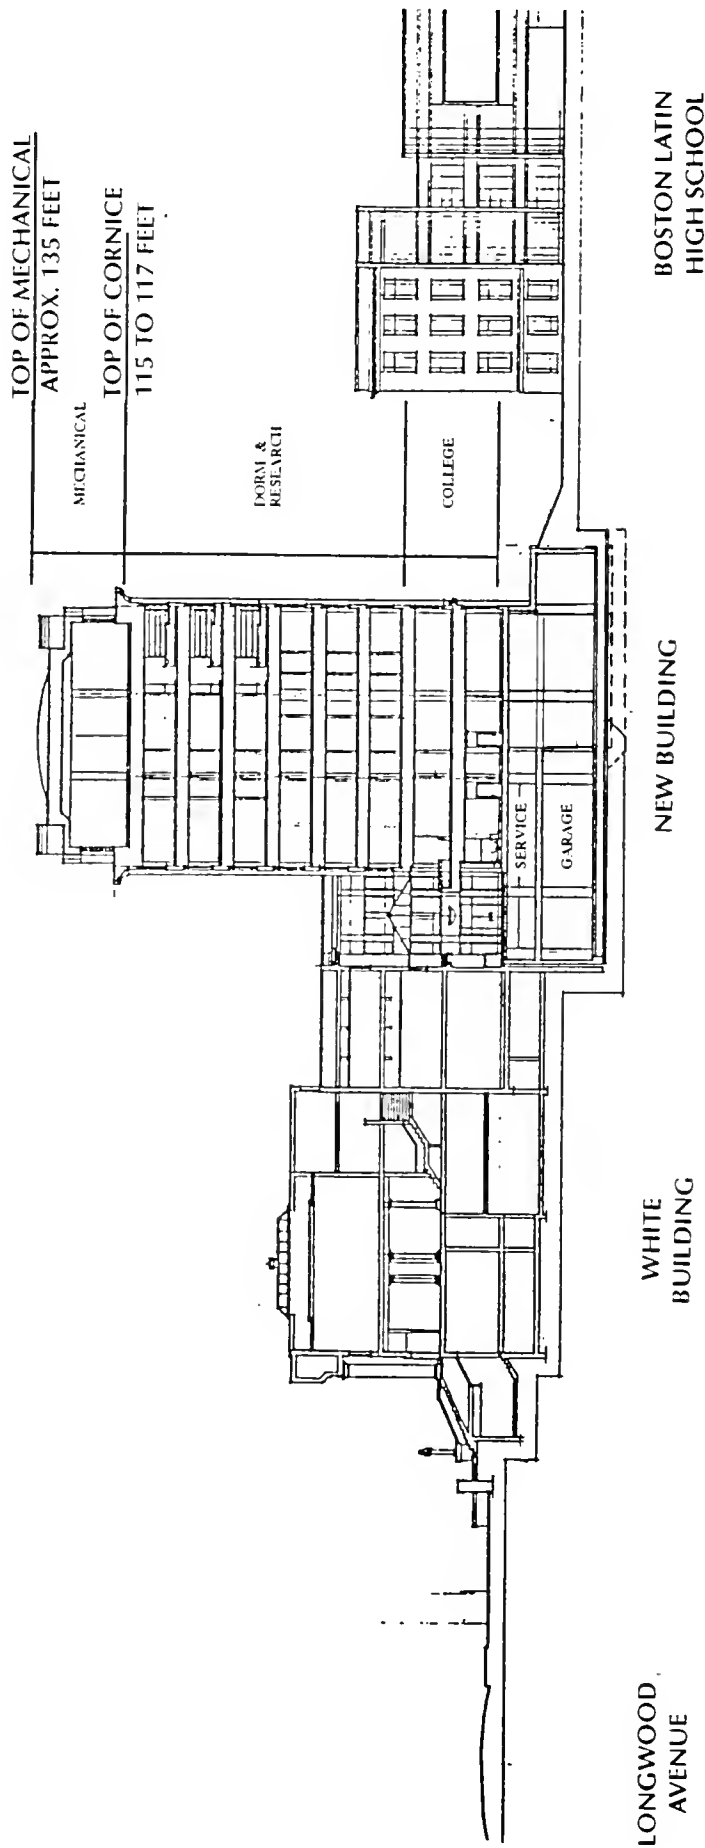 TOP OF MECHANICAL
APPROX. 135 FEET
MECHANICAL
TOP OF CORNICE
115 TO 117 FEET
DORM &
RESEARCH
COLLEGE
SERVICE
GARAGE
LONGWOOD
AVENUE
WHITE
BUILDING
NEW BUILDING
BOSTON LATIN
HIGH SCHOOL